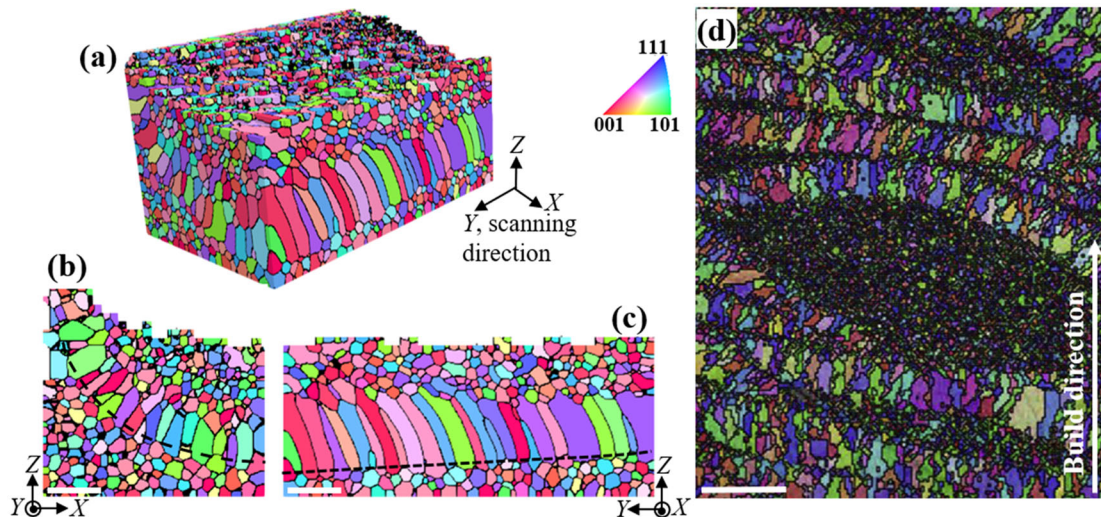 (a)
111
001 101
Z
X
Y, scanning
direction
(b)
Z
Y X
(c)
Z
Y X
(d)
Build direction